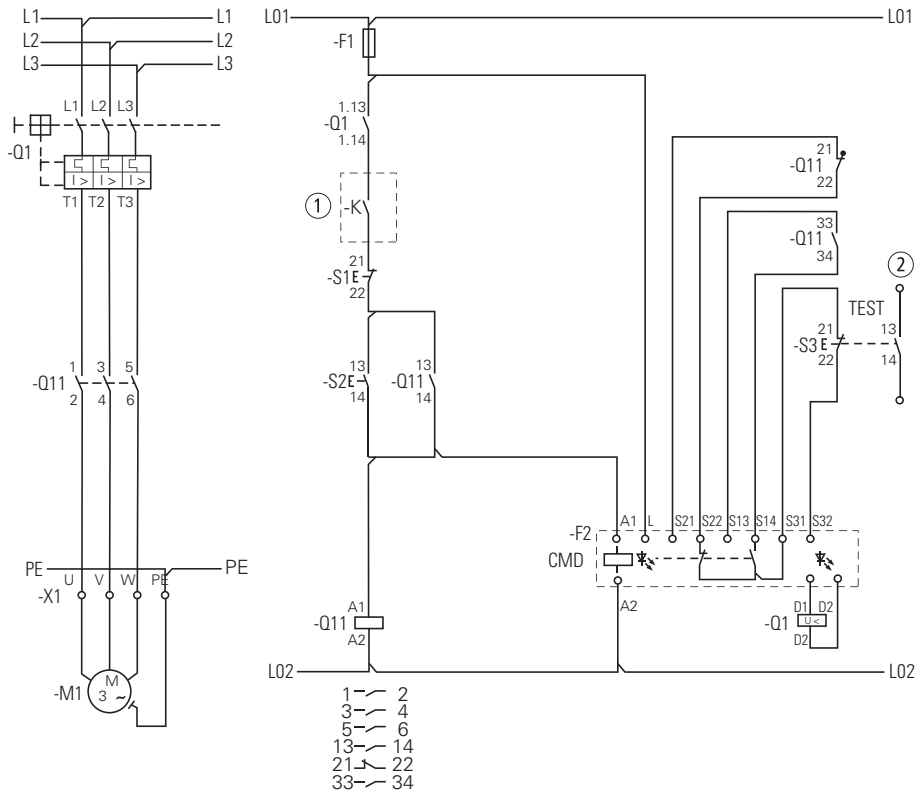 L1 L1
L2 L2
L3 L3
L1 L2 L3
-Q1
I > I > I >
T1 T2 T3
1 3 5
-Q11
2 4 6
PE PE
U V W PE
-X1
-M1
M
3 ~
L01 L01
-F1
1.13
-Q1
1.14
1
-K
21
-S1 E
22
13 13
-S2 E -Q11
14 14
A1
-Q11
A2
L02 L02
1 2
3 4
5 6
13 14
21 22
33 34
21
-Q11
22
33
-Q11
34
2
TEST
21 13
-S3 E
22 14
-F2
A1 L S21 S22 S13 S14 S31 S32
CMD
A2
D1 D2
-Q1 U <
D2